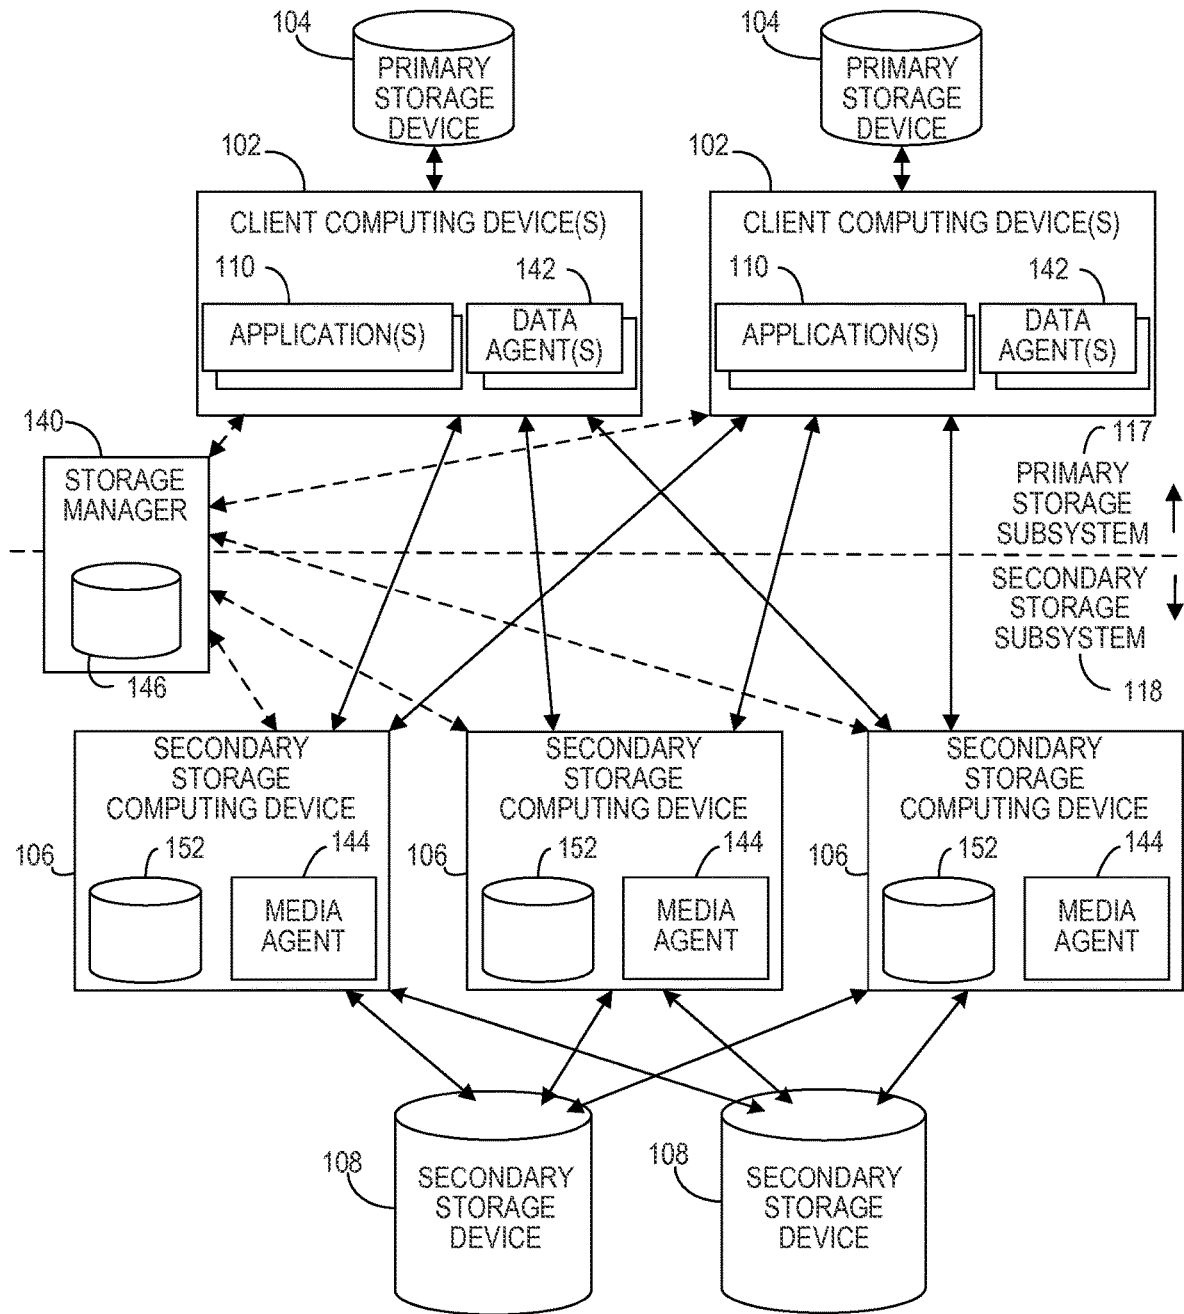 104
PRIMARY
STORAGE
DEVICE
104
PRIMARY
STORAGE
DEVICE
102
CLIENT COMPUTING DEVICE(S)
110
APPLICATION(S)
142
DATA
AGENT(S)
102
CLIENT COMPUTING DEVICE(S)
110
APPLICATION(S)
142
DATA
AGENT(S)
140
STORAGE
MANAGER
146
117
PRIMARY
STORAGE
SUBSYSTEM
SECONDARY
STORAGE
SUBSYSTEM
118
SECONDARY
STORAGE
COMPUTING DEVICE
106
152
144
MEDIA
AGENT
SECONDARY
STORAGE
COMPUTING DEVICE
106
152
144
MEDIA
AGENT
SECONDARY
STORAGE
COMPUTING DEVICE
106
152
144
MEDIA
AGENT
108
SECONDARY
STORAGE
DEVICE
108
SECONDARY
STORAGE
DEVICE